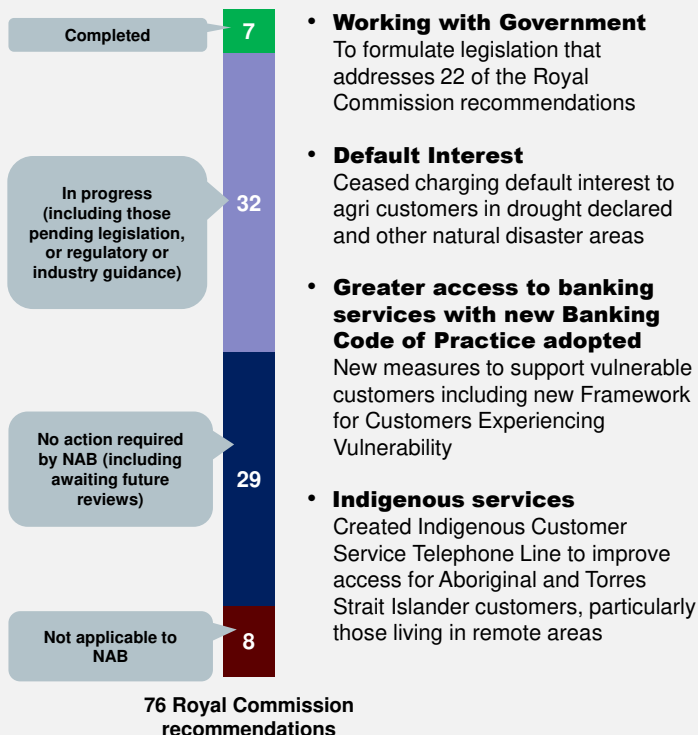 Completed
7
In progress
(including those
pending legislation,
or regulatory or
industry guidance)
32
No action required
by NAB (including
awaiting future
reviews)
29
Not applicable to
NAB
8
76 Royal Commission
recommendations
• Working with Government
To formulate legislation that
addresses 22 of the Royal
Commission recommendations
• Default Interest
Ceased charging default interest to
agri customers in drought declared
and other natural disaster areas
• Greater access to banking
services with new Banking
Code of Practice adopted
New measures to support vulnerable
customers including new Framework
for Customers Experiencing
Vulnerability
• Indigenous services
Created Indigenous Customer
Service Telephone Line to improve
access for Aboriginal and Torres
Strait Islander customers, particularly
those living in remote areas